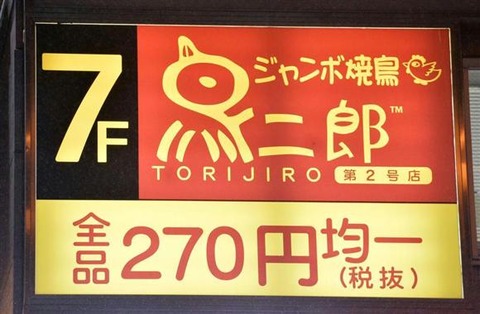 7F
ジャンボ焼鳥
鳥二郎™
TORIJIRO 第2号店
全品270円均一
(税抜)